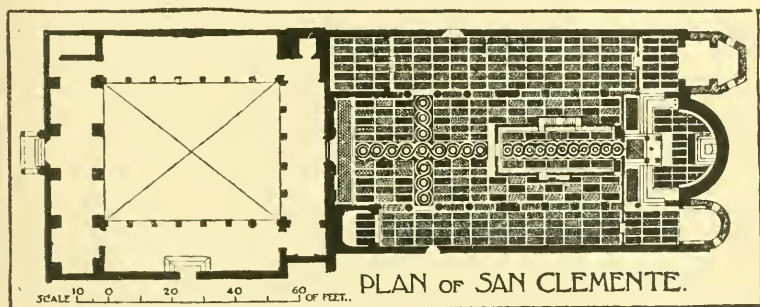 PLAN OF SAN CLEMENTE.
SCALE 10 0 20 40 60 OF FEET.